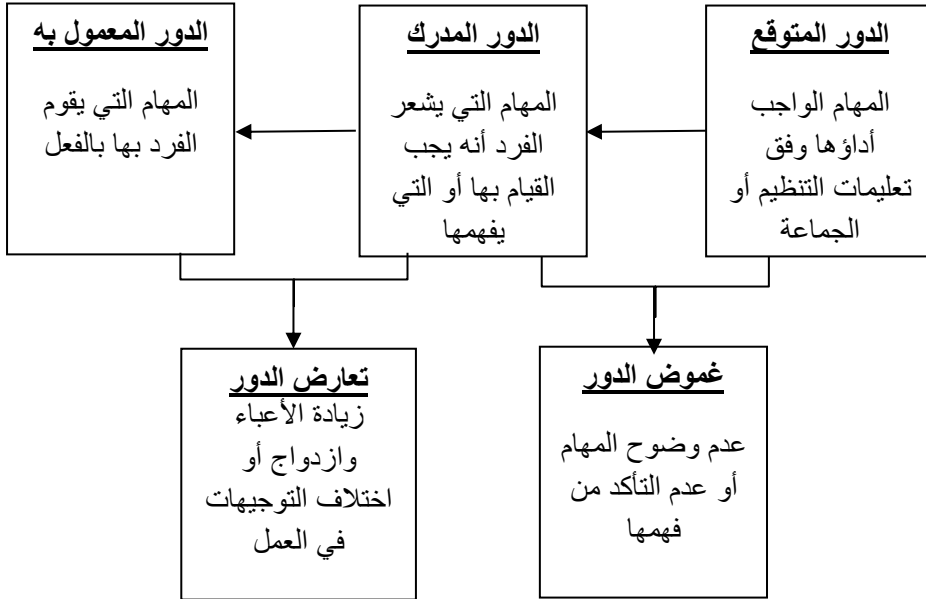 الدور المتوقع
المهام الواجب
أداؤها وفق
تعليمات التنظيم أو
الجماعة
الدور المدرك
المهام التي يشعر
الفرد أنه يجب
القيام بها أو التي
يفهمها
الدور المعمول به
المهام التي يقوم
الفرد بها بالفعل
غموض الدور
عدم وضوح المهام
أو عدم التأكد من
فهمها
تعارض الدور
زيادة الأعباء
وازدواج أو
اختلاف التوجيهات
في العمل